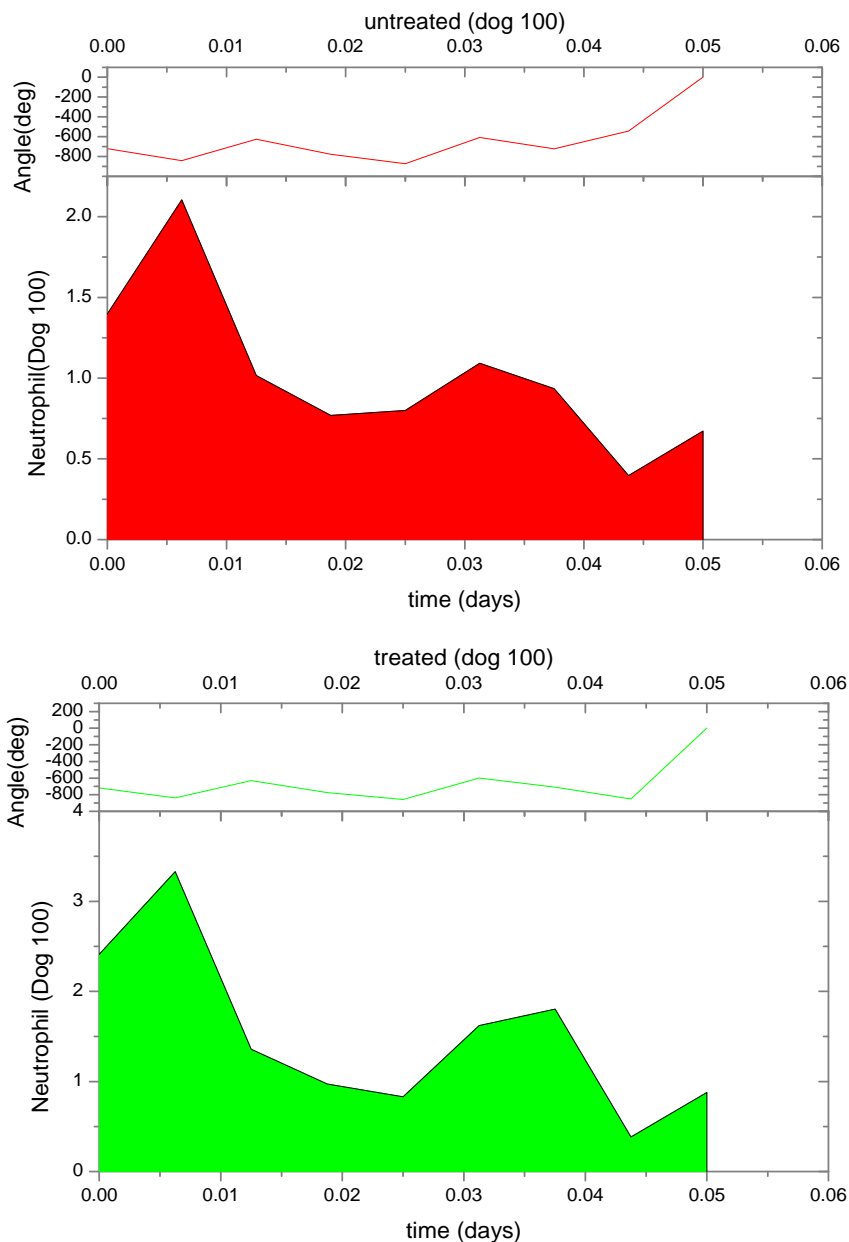 untreated (dog 100)
0.00 0.01 0.02 0.03 0.04 0.05 0.06
Angle(deg)
0
-200
-400
-600
-800
Neutrophil(Dog 100)
2.0
1.5
1.0
0.5
0.0
0.00 0.01 0.02 0.03 0.04 0.05 0.06
time (days)
treated (dog 100)
0.00 0.01 0.02 0.03 0.04 0.05 0.06
Angle(deg)
200
0
-200
-400
-600
-800
Neutrophil (Dog 100)
4
3
2
1
0
0.00 0.01 0.02 0.03 0.04 0.05 0.06
time (days)